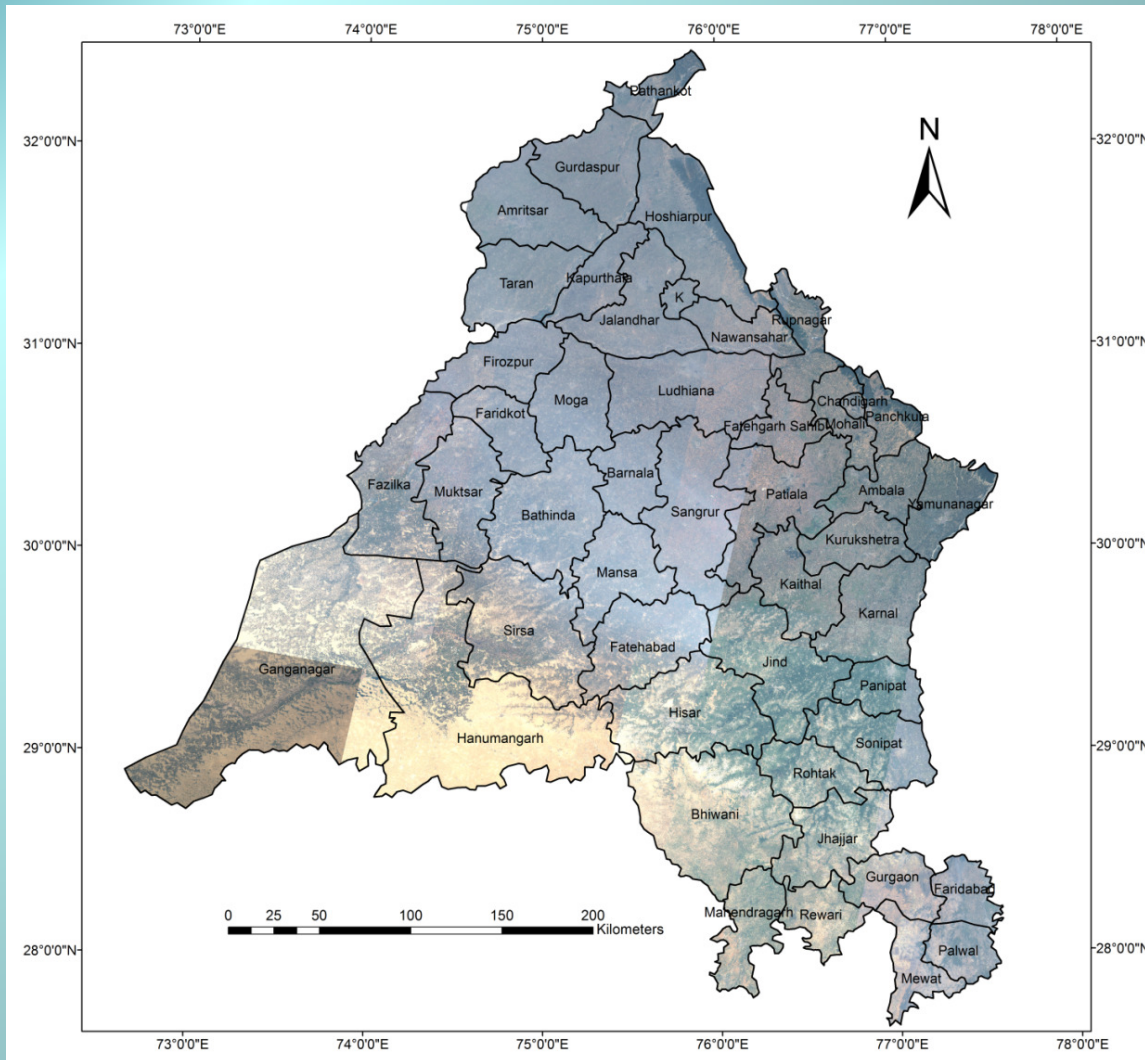 73°0'0"E 74°0'0"E 75°0'0"E 76°0'0"E 77°0'0"E 78°0'0"E
Pathankot
32°0'0"N 32°0'0"N
N
Gurdaspur
Amritsar
Hoshiarpur
Kapurthala
Taran
K
Jalandhar
Rupnagar
Nawansahar
31°0'0"N 31°0'0"N
Firozpur
Ludhiana
Moga
Chandigarh
Faridkot
Panchkula
Fatehgarh Sahib
Mohali
Barnala
Fazilka
Muktsar
Patiala
Ambala
Yamunanagar
Sangrur
Bathinda
Kurukshetra
30°0'0"N 30°0'0"N
Mansa
Kaithal
Karnal
Sirsa
Fatehabad
Jind
Ganganagar
Panipat
Hisar
Hanumangarh
Sonipat
29°0'0"N 29°0'0"N
Rohtak
Bhiwani
Jhajjar
Gurgaon
Faridabad
Mahendragarh
Rewari
0 25 50 100 150 200
Kilometers
28°0'0"N 28°0'0"N
Palwal
Mewat
73°0'0"E 74°0'0"E 75°0'0"E 76°0'0"E 77°0'0"E 78°0'0"E